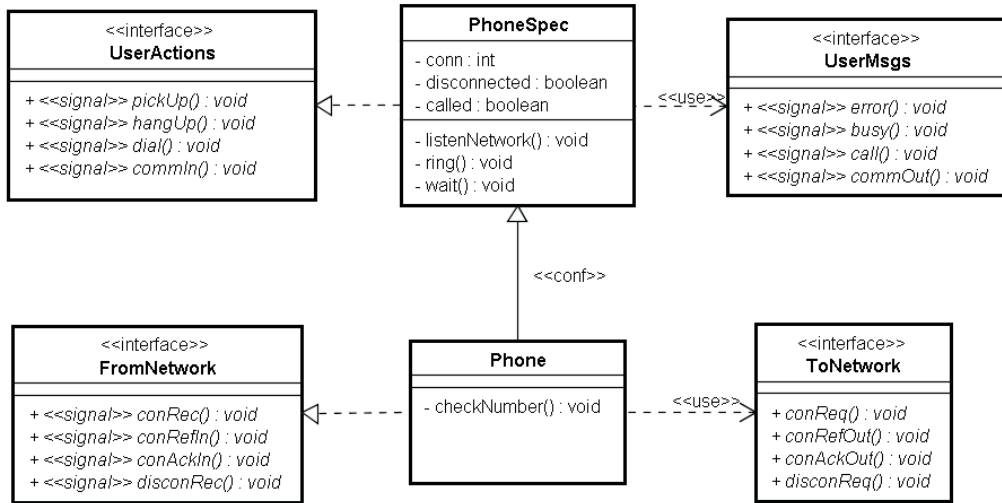 <<interface>>
UserActions
+ <<signal>> pickUp() : void
+ <<signal>> hangUp() : void
+ <<signal>> dial() : void
+ <<signal>> commIn() : void
PhoneSpec
- conn : int
- disconnected : boolean
- called : boolean
- listenNetwork() : void
- ring() : void
- wait() : void
<<use>>
<<interface>>
UserMsgs
+ <<signal>> error() : void
+ <<signal>> busy() : void
+ <<signal>> call() : void
+ <<signal>> commOut() : void
<<conf>>
<<interface>>
FromNetwork
+ <<signal>> conRec() : void
+ <<signal>> conRefIn() : void
+ <<signal>> conAckIn() : void
+ <<signal>> disconRec() : void
Phone
- checkNumber() : void
<<use>>
<<interface>>
ToNetwork
+ conReq() : void
+ conRefOut() : void
+ conAckOut() : void
+ disconReq() : void